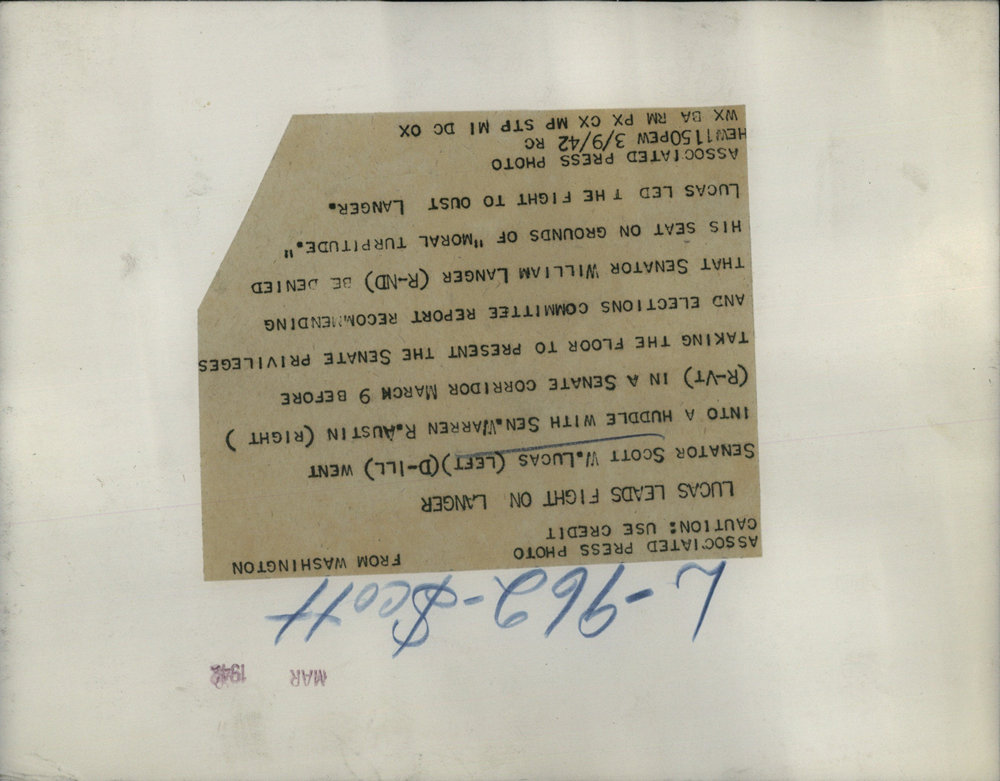 MAR 1942
L-962-Scott
ASSOCIATED PRESS PHOTO FROM WASHINGTON
CAUTION: USE CREDIT
LUCAS LEADS FIGHT ON LANGER
SENATOR SCOTT W.LUCAS (LEFT)(D-ILL) WENT
INTO A HUDDLE WITH SEN.WARREN R.AUSTIN (RIGHT )
(R-VT) IN A SENATE CORRIDOR MARCH 9 BEFORE
TAKING THE FLOOR TO PRESENT THE SENATE PRIVILEGES
AND ELECTIONS COMMITTEE REPORT RECOMMENDING
THAT SENATOR WILLIAM LANGER (R-ND) BE DENIED
HIS SEAT ON GROUNDS OF "MORAL TURPITUDE.".
LUCAS LED THE FIGHT TO OUST LANGER.
ASSOCIATED PRESS PHOTO
HEW1150PEW 3/9/42 RC
WX BA RM PX CX MP STP MI DC OX